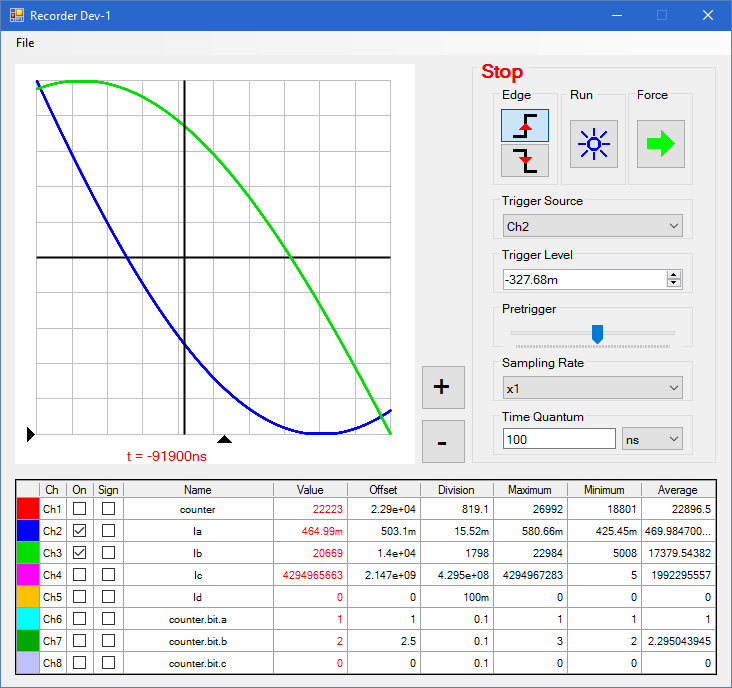 Recorder Dev-1
File
Stop
Edge Run Force
Trigger Source
Ch2
Trigger Level
-327.68m
Pretrigger
Sampling Rate
x1
Time Quantum
100 ns
+
-
t = -91900ns
Ch On Sign Name Value Offset Division Maximum Minimum Average
Ch1 counter 22223 2.29e+04 819.1 26992 18801 22896.5
Ch2 Ia 464.99m 503.1m 15.52m 580.66m 425.45m 469.984700...
Ch3 Ib 20669 1.4e+04 1798 22984 5008 17379.54382
Ch4 Ic 4294965663 2.147e+09 4.295e+08 4294967283 5 1992295557
Ch5 Id 0 0 100m 0 0 0
Ch6 counter.bit.a 1 1 0.1 1 1 1
Ch7 counter.bit.b 2 2.5 0.1 3 2 2.295043945
Ch8 counter.bit.c 0 0 0.1 0 0 0